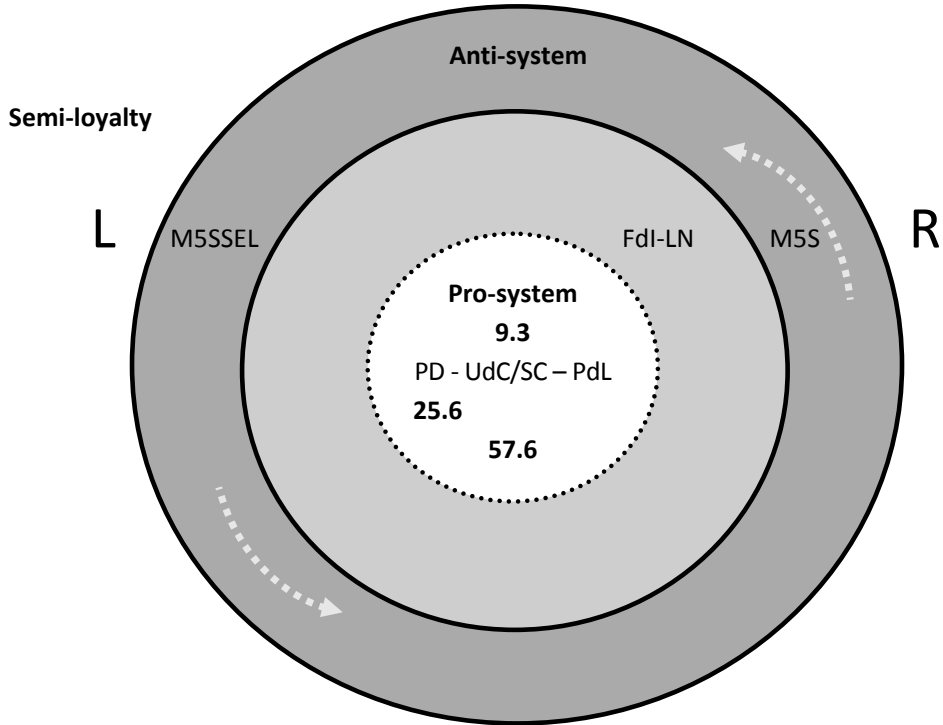 Anti-system
Semi-loyalty
L
M5SSEL
FdI-LN
M5S
R
Pro-system
9.3
PD - UdC/SC – PdL
25.6
57.6